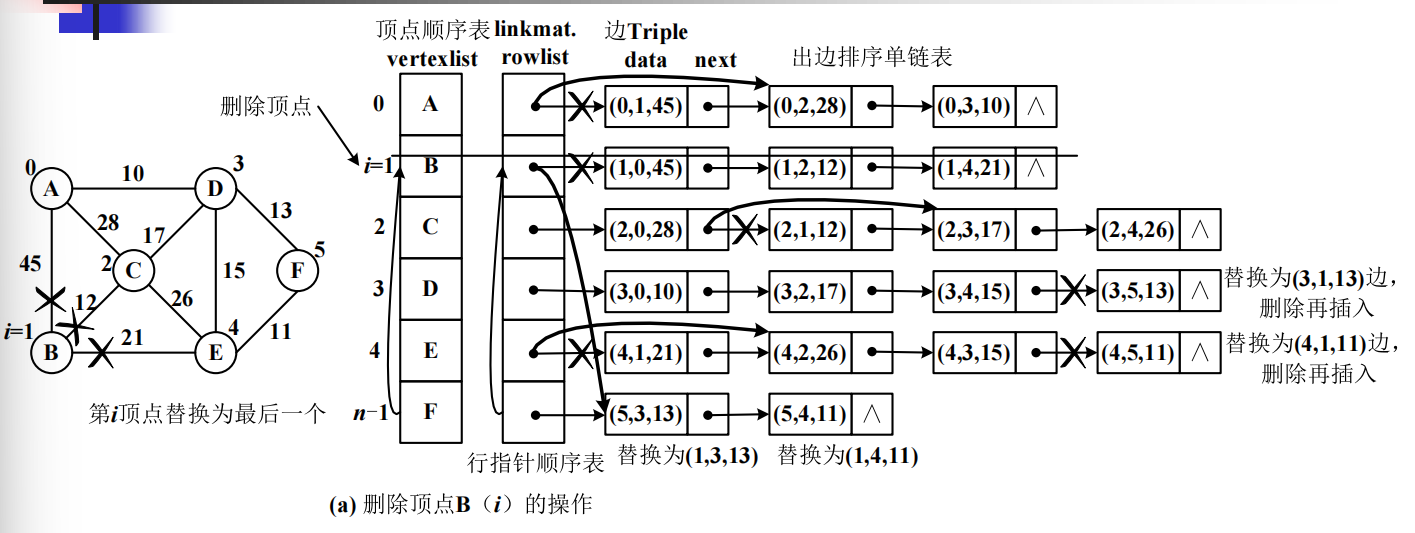 顶点顺序表 linkmat. 边Triple
vertexlist rowlist data next 出边排序单链表
删除顶点
0 A (0,1,45) (0,2,28) (0,3,10) ∧
i=1 B (1,0,45) (1,2,12) (1,4,21) ∧
2 C (2,0,28) (2,1,12) (2,3,17) (2,4,26) ∧
3 D (3,0,10) (3,2,17) (3,4,15) (3,5,13) ∧ 替换为(3,1,13)边，
删除再插入
4 E (4,1,21) (4,2,26) (4,3,15) (4,5,11) ∧ 替换为(4,1,11)边，
删除再插入
n−1 F (5,3,13) (5,4,11) ∧
替换为(1,3,13) 替换为(1,4,11)
行指针顺序表
0 A 10 D 3
28 17 13
45 2 C 15 F 5
12 26
i=1 B 21 E 4 11
第i顶点替换为最后一个
(a) 删除顶点B（i）的操作